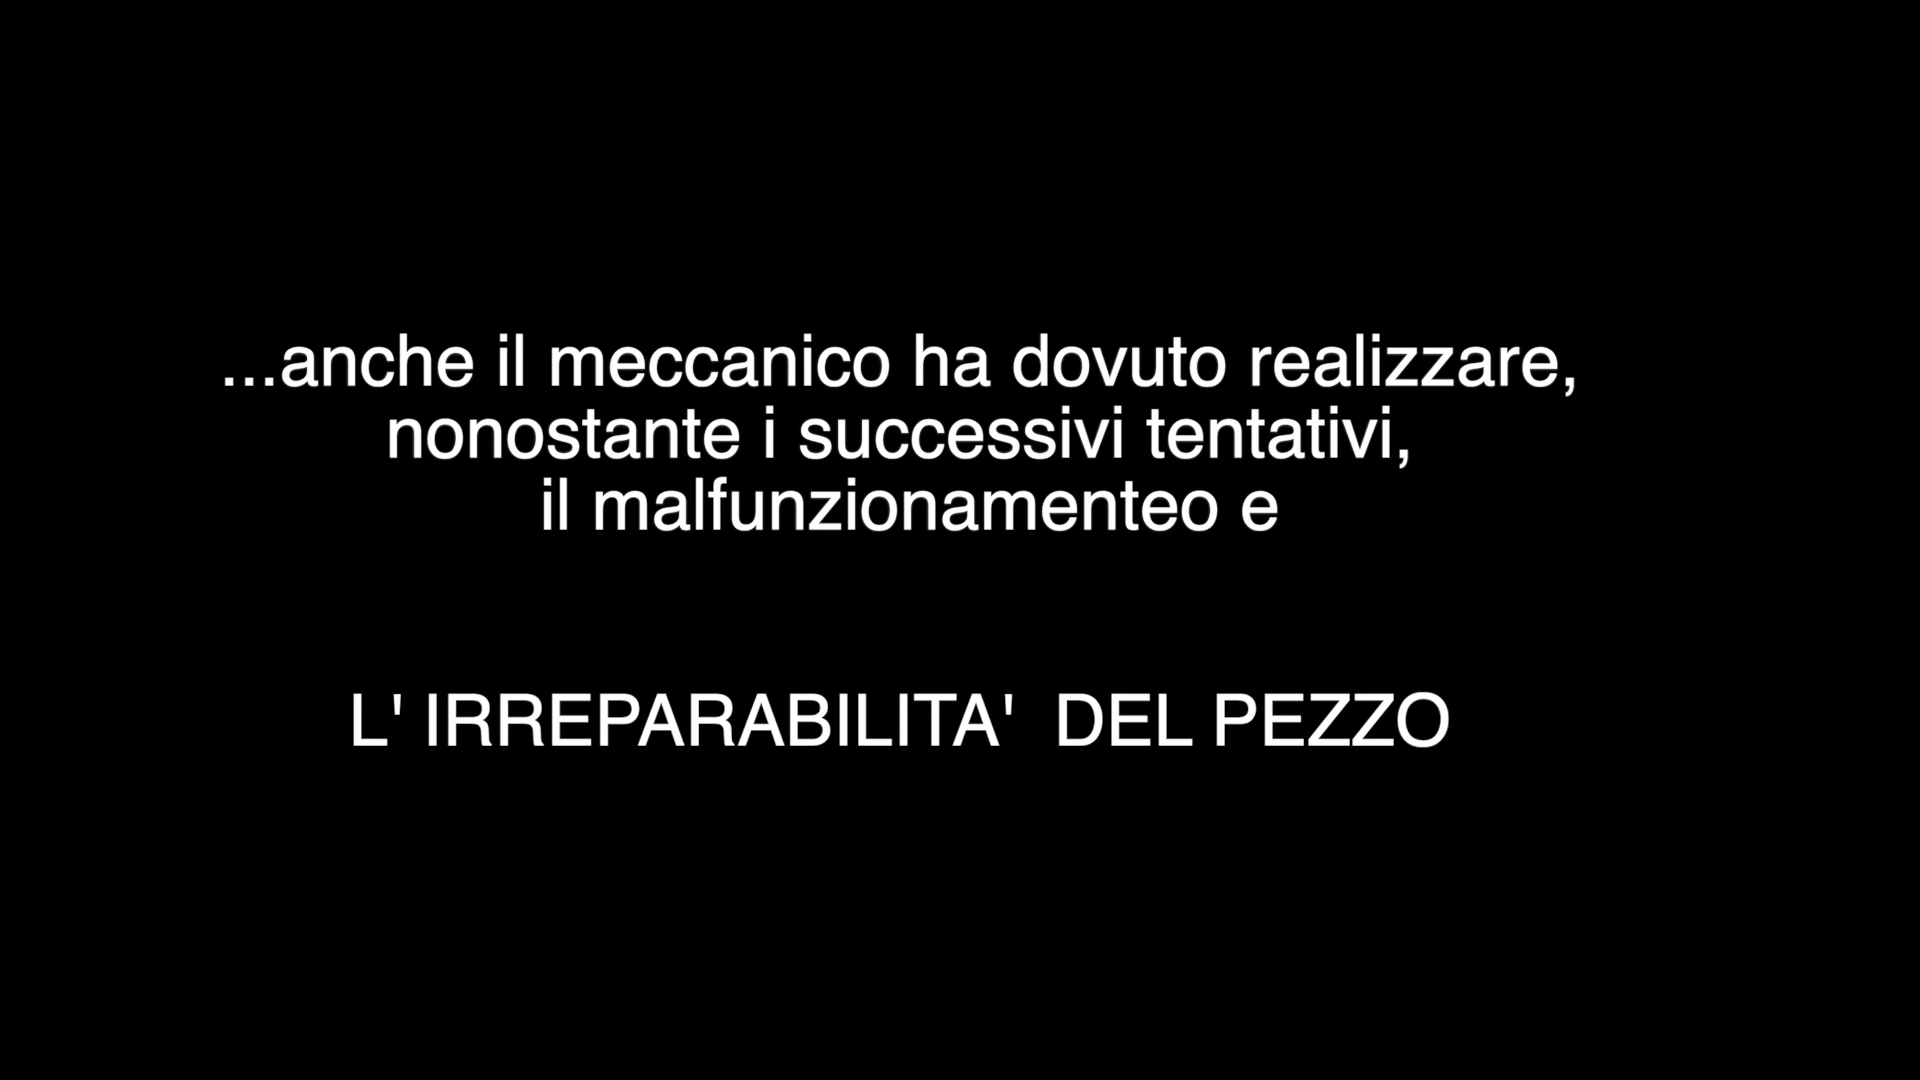 ...anche il meccanico ha dovuto realizzare,
nonostante i successivi tentativi,
il malfunzionamenteo e
L' IRREPARABILITA'  DEL PEZZO